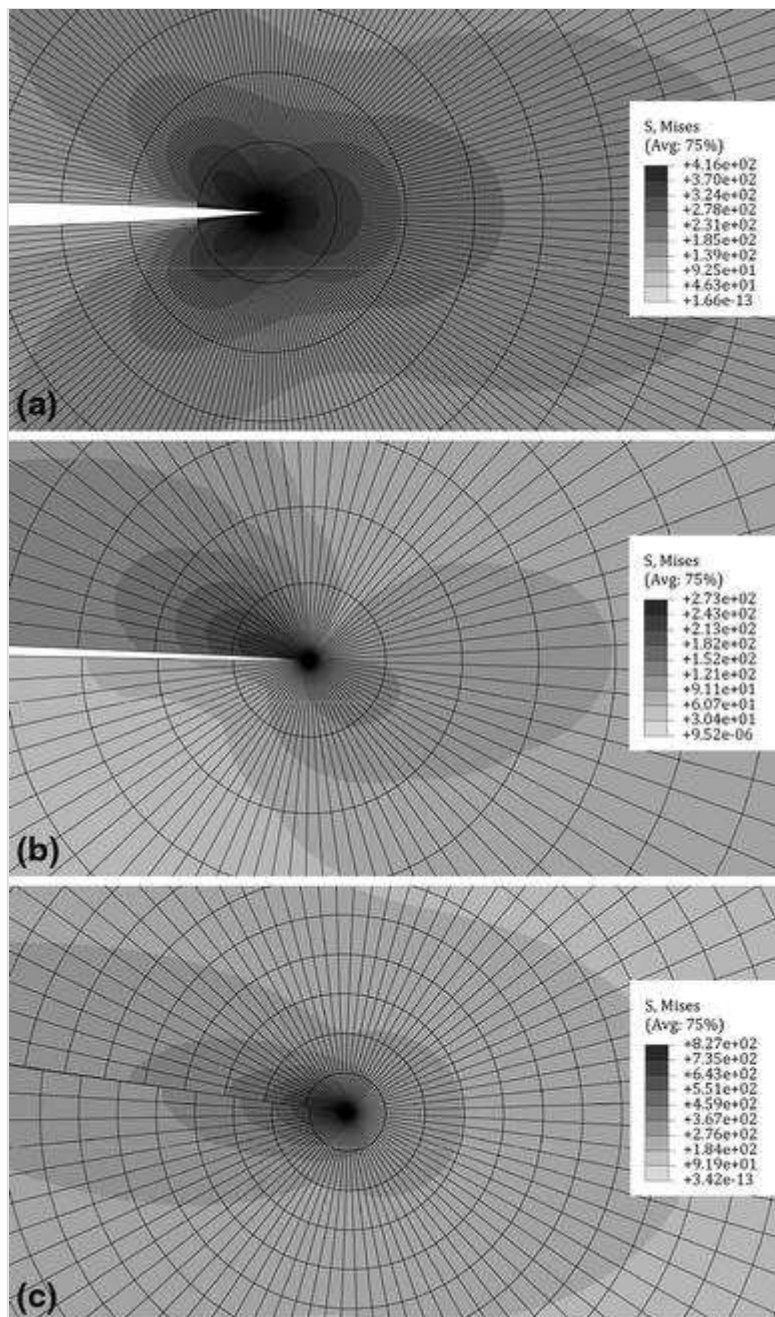 S, Mises
(Avg: 75%)
+4.16e+02
+3.70e+02
+3.24e+02
+2.78e+02
+2.31e+02
+1.85e+02
+1.39e+02
+9.25e+01
+4.63e+01
+1.66e-13
(a)
S, Mises
(Avg: 75%)
+2.73e+02
+2.43e+02
+2.13e+02
+1.82e+02
+1.52e+02
+1.21e+02
+9.11e+01
+6.07e+01
+3.04e+01
+9.52e-06
(b)
S, Mises
(Avg: 75%)
+8.27e+02
+7.35e+02
+6.43e+02
+5.51e+02
+4.59e+02
+3.67e+02
+2.76e+02
+1.84e+02
+9.19e+01
+3.42e-13
(c)